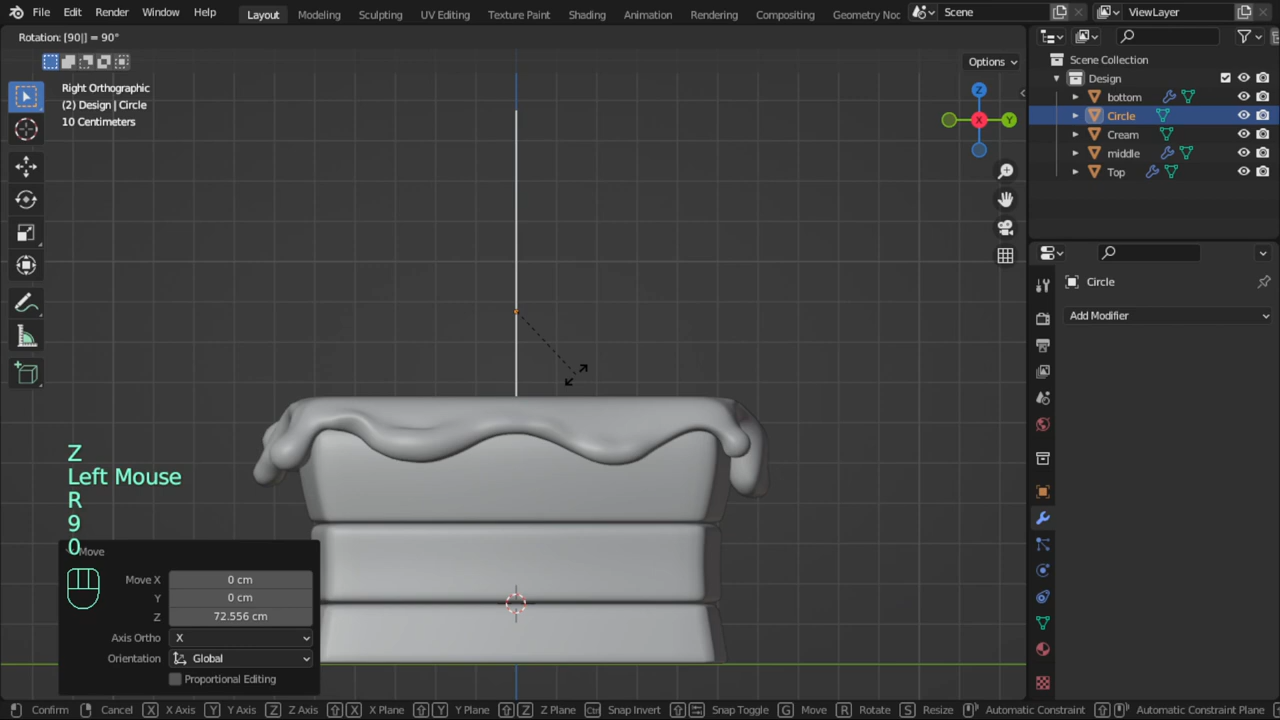 File Edit Render Window Help Layout Modeling Sculpting UV Editing Texture Paint Shading Animation Rendering Compositing Geometry Noc Scene ViewLayer
Rotation: [90|] = 90°
Options
Right Orthographic
(2) Design | Circle
10 Centimeters
Z
X
Y
Scene Collection
Design
bottom
Circle
Cream
middle
Top
Circle
Add Modifier
Z
Left Mouse
R
9
0
Move
Move X 0 cm
Y 0 cm
Z 72.556 cm
Axis Ortho X
Orientation Global
Proportional Editing
Confirm Cancel X X Axis Y Y Axis Z Z Axis X X Plane Y Y Plane Z Z Plane Ctrl Snap Invert Snap Toggle G Move R Rotate S Resize Automatic Constraint Automatic Constraint Plane